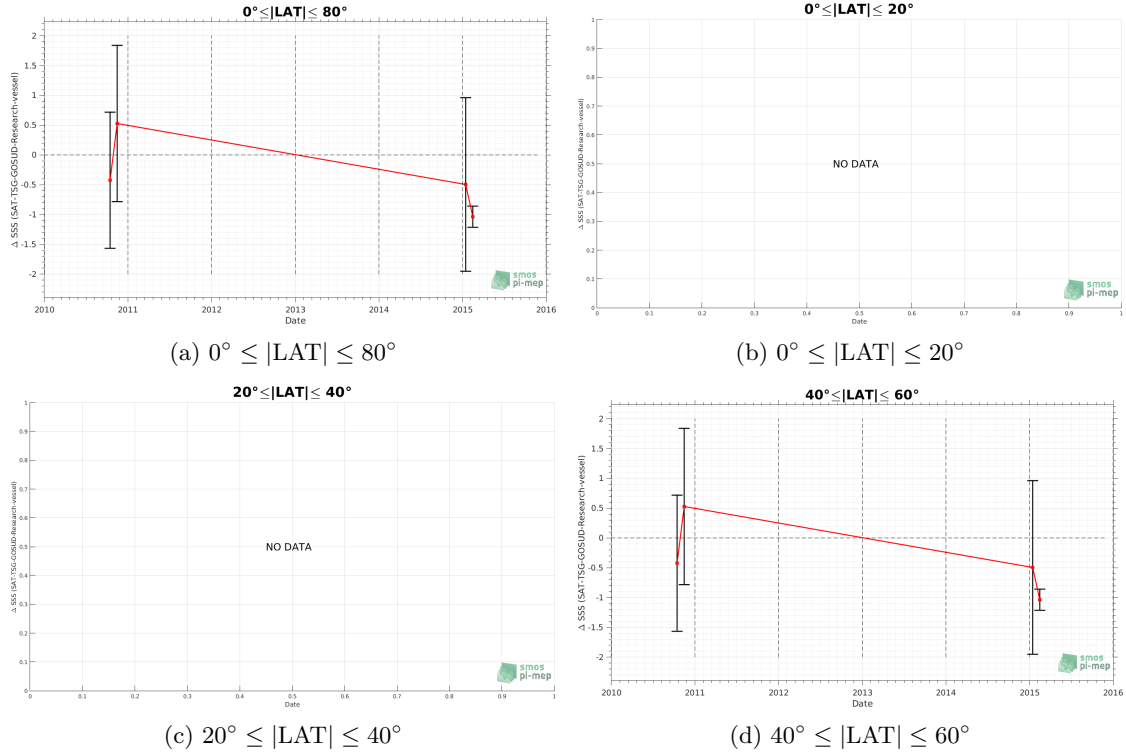 0°≤|LAT|≤ 80°
2
1.5
1
0.5
0
-0.5
-1
-1.5
-2
Δ SSS (SAT-TSG-GOSUD-Research-vessel)
2010 2011 2012 2013 2014 2015 2016
Date
smos
pi-mep
(a) 0° ≤ |LAT| ≤ 80°
0°≤|LAT|≤ 20°
1
0.9
0.8
0.7
0.6
0.5
0.4
0.3
0.2
0.1
0
Δ SSS (SAT-TSG-GOSUD-Research-vessel)
NO DATA
0 0.1 0.2 0.3 0.4 0.5 0.6 0.7 0.8 0.9 1
Date
smos
pi-mep
(b) 0° ≤ |LAT| ≤ 20°
20°≤|LAT|≤ 40°
1
0.9
0.8
0.7
0.6
0.5
0.4
0.3
0.2
0.1
0
Δ SSS (SAT-TSG-GOSUD-Research-vessel)
NO DATA
0 0.1 0.2 0.3 0.4 0.5 0.6 0.7 0.8 0.9 1
Date
smos
pi-mep
(c) 20° ≤ |LAT| ≤ 40°
40°≤|LAT|≤ 60°
2
1.5
1
0.5
0
-0.5
-1
-1.5
-2
Δ SSS (SAT-TSG-GOSUD-Research-vessel)
2010 2011 2012 2013 2014 2015 2016
Date
smos
pi-mep
(d) 40° ≤ |LAT| ≤ 60°